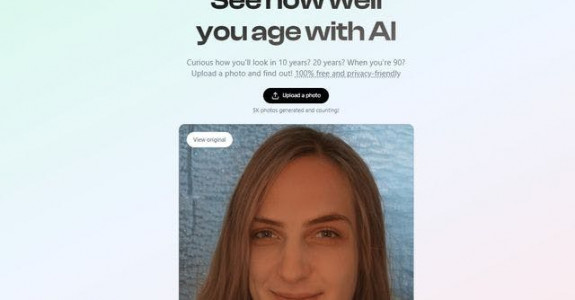 See how well
you age with AI
Curious how you'll look in 10 years? 20 years? When you're 90?
Upload a photo and find out! 100% free and privacy-friendly
Upload a photo
3K photos generated and counting!
View original